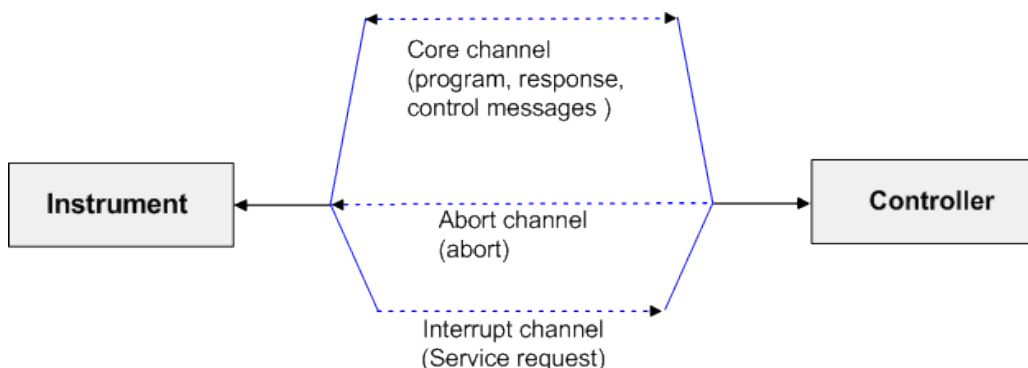 Core channel
(program, response,
control messages )
Instrument
Controller
Abort channel
(abort)
Interrupt channel
(Service request)